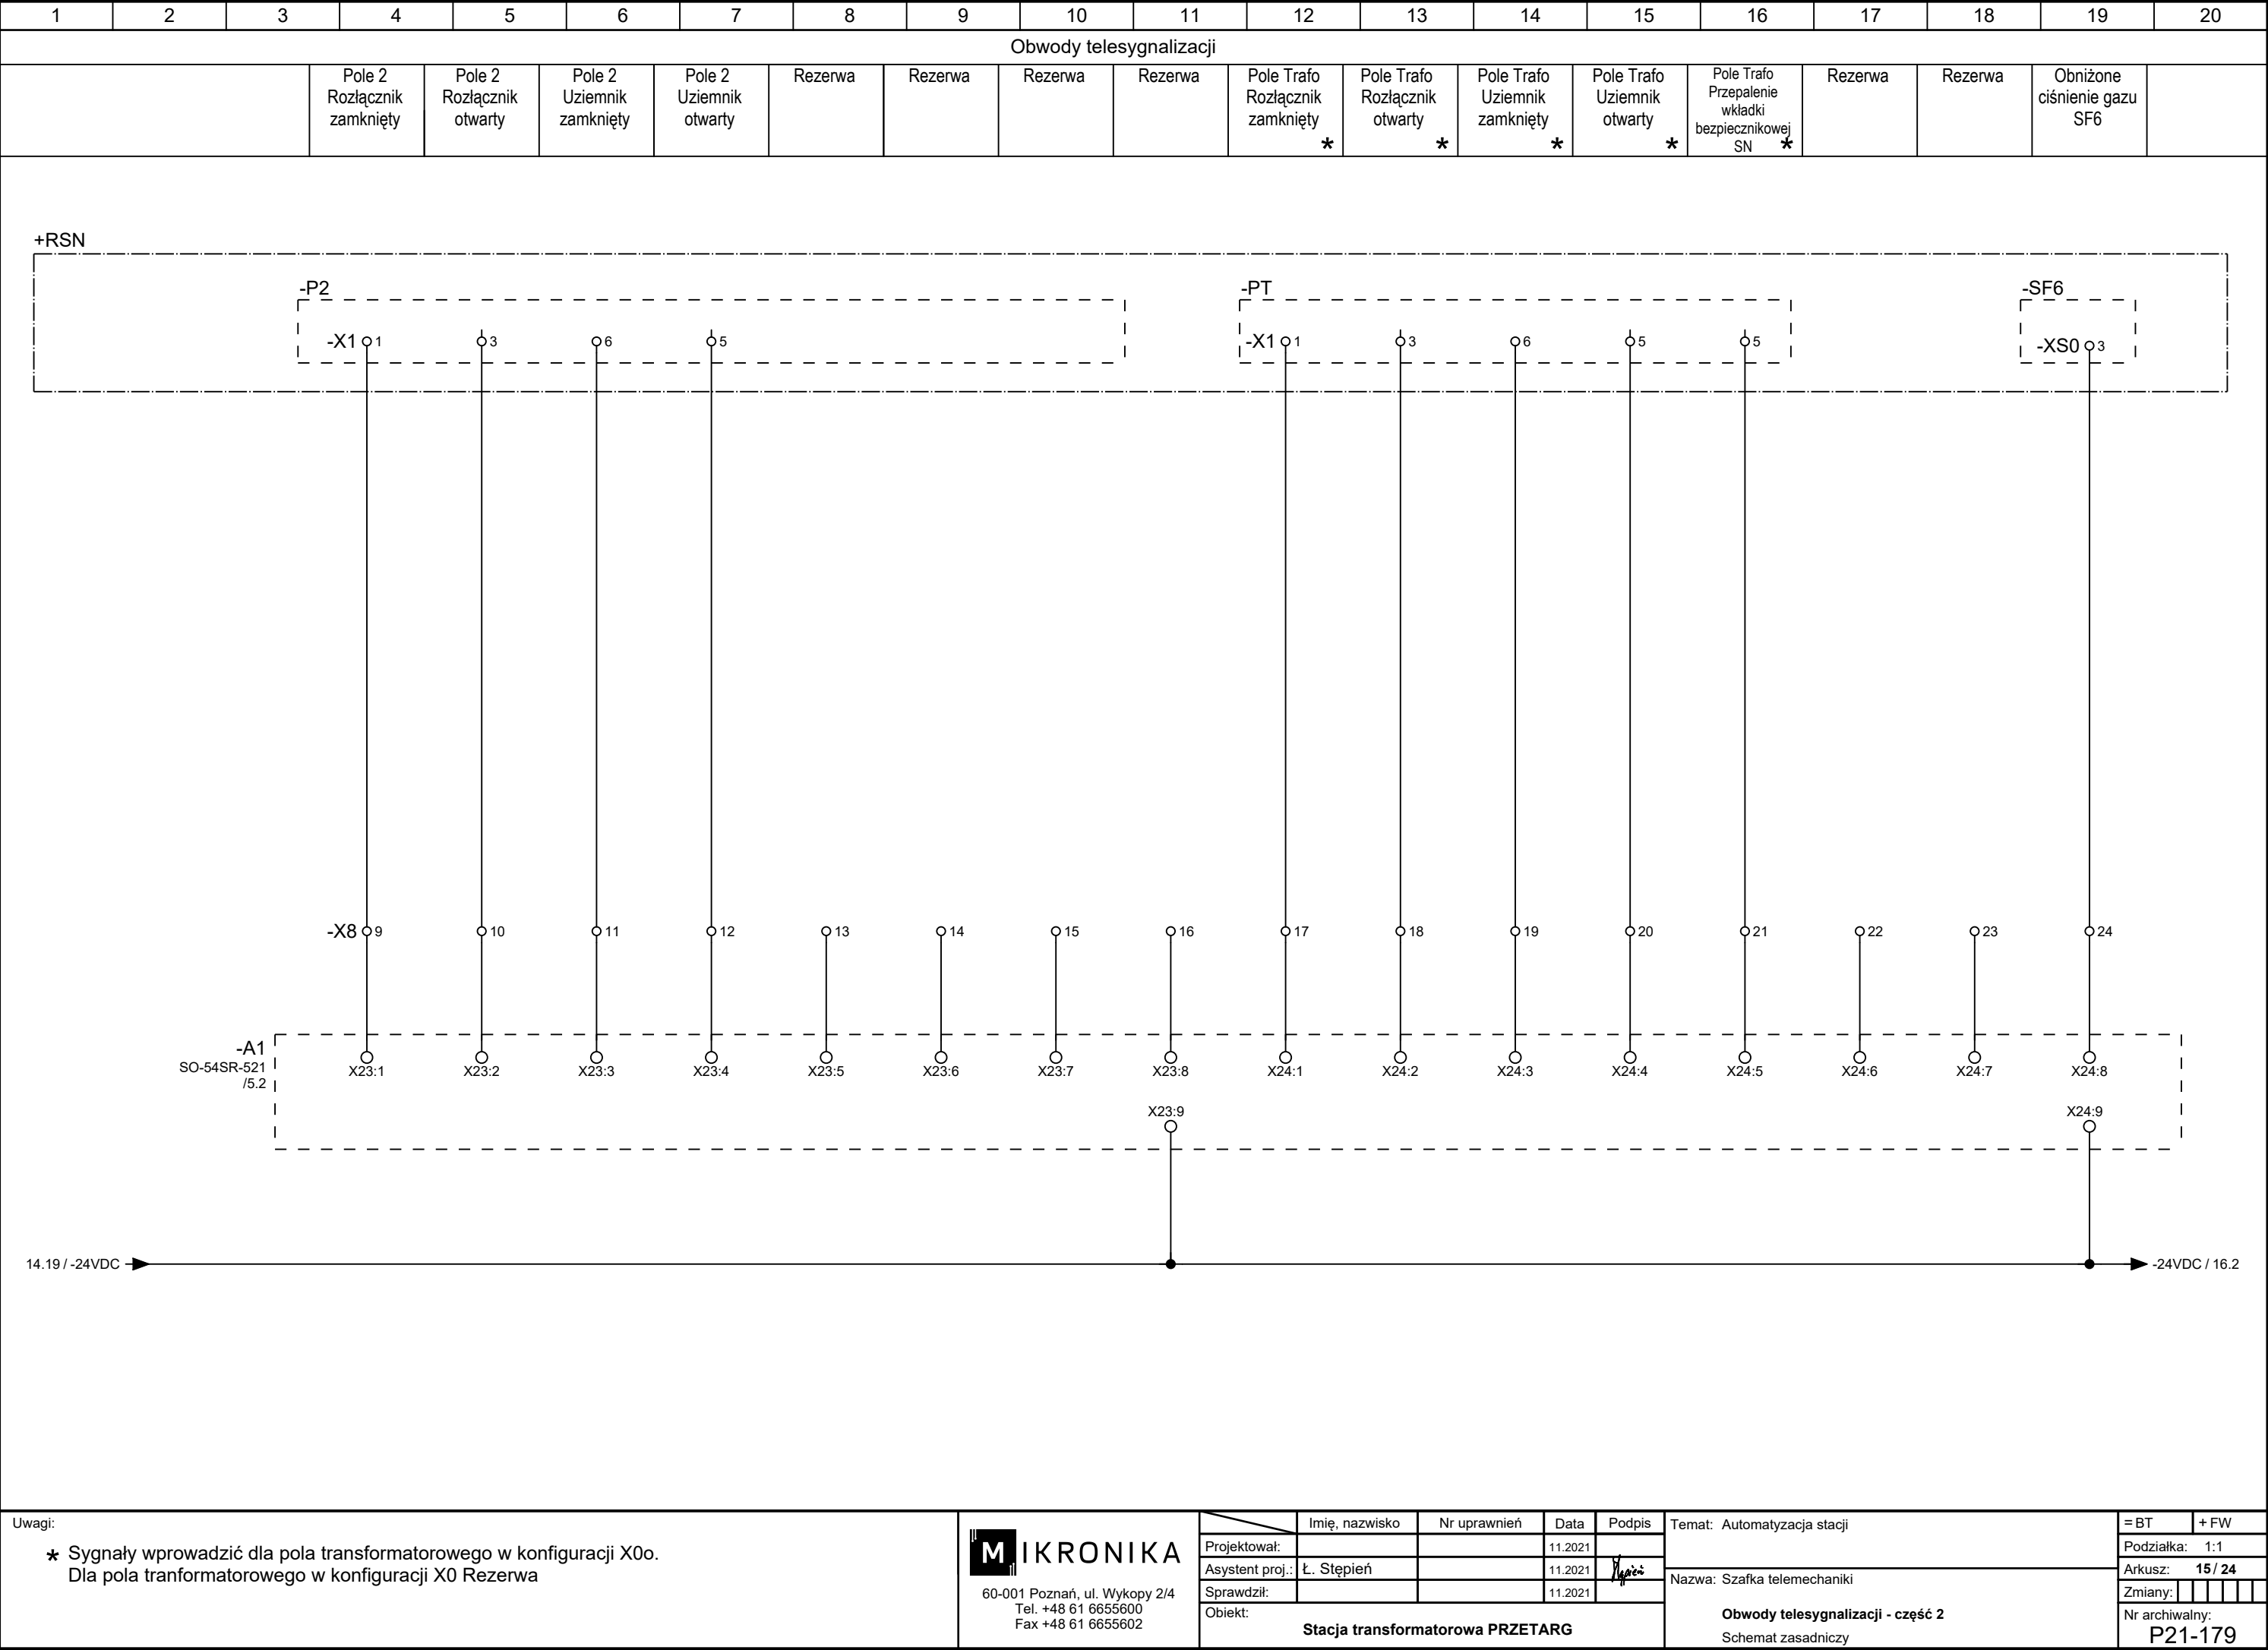 1 2 3 4 5 6 7 8 9 10 11 12 13 14 15 16 17 18 19 20
Obwody telesygnalizacji
Pole 2
Rozłącznik
zamknięty
Pole 2
Rozłącznik
otwarty
Pole 2
Uziemnik
zamknięty
Pole 2
Uziemnik
otwarty
Rezerwa
Rezerwa
Rezerwa
Rezerwa
Pole Trafo
Rozłącznik
zamknięty
*
Pole Trafo
Rozłącznik
otwarty
*
Pole Trafo
Uziemnik
zamknięty
*
Pole Trafo
Uziemnik
otwarty
*
Pole Trafo
Przepalenie
wkładki
bezpiecznikowej
SN *
Rezerwa
Rezerwa
Obniżone
ciśnienie gazu
SF6
+RSN
-P2
-PT
-SF6
-X1 1 3 6 5
-X1 1 3 6 5 5
-XS0 3
-X8 9 10 11 12 13 14 15 16 17 18 19 20 21 22 23 24
-A1
SO-54SR-521
/5.2
X23:1 X23:2 X23:3 X23:4 X23:5 X23:6 X23:7 X23:8 X24:1 X24:2 X24:3 X24:4 X24:5 X24:6 X24:7 X24:8
X23:9 X24:9
14.19 / -24VDC
-24VDC / 16.2
Uwagi:
* Sygnały wprowadzić dla pola transformatorowego w konfiguracji X0o.
Dla pola tranformatorowego w konfiguracji X0 Rezerwa
MIKRONIKA
60-001 Poznań, ul. Wykopy 2/4
Tel. +48 61 6655600
Fax +48 61 6655602
Imię, nazwisko Nr uprawnień Data Podpis
Projektował: 11.2021
Asystent proj.: Ł. Stępień 11.2021
Sprawdził: 11.2021
Obiekt:
Stacja transformatorowa PRZETARG
Temat: Automatyzacja stacji
Nazwa: Szafka telemechaniki
Obwody telesygnalizacji - część 2
Schemat zasadniczy
= BT + FW
Podziałka: 1:1
Arkusz: 15 / 24
Zmiany:
Nr archiwalny:
P21-179